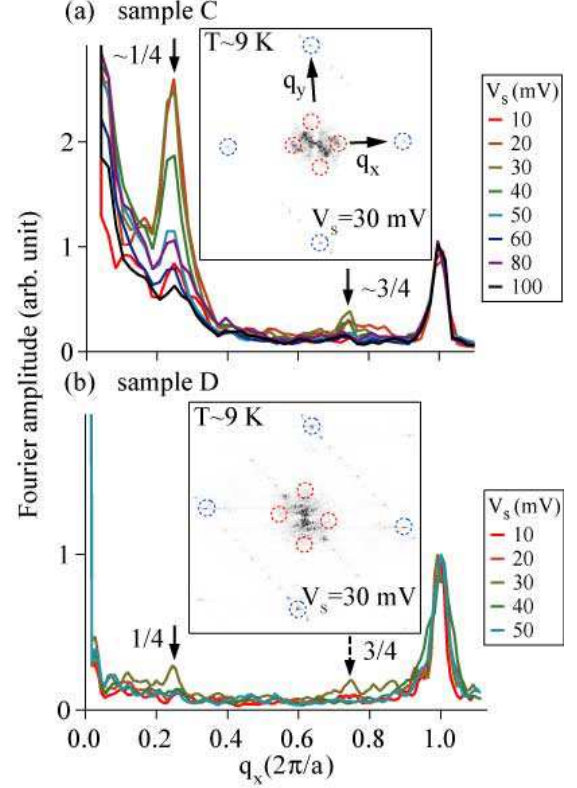 (a) sample C
~1/4
T~9 K
q_y
q_x
V_s=30 mV
~3/4
2
1
0
V_s (mV)
10
20
30
40
50
60
80
100
Fourier amplitude (arb. unit)
(b) sample D
T~9 K
V_s=30 mV
1/4
3/4
1
0
V_s (mV)
10
20
30
40
50
0.0 0.2 0.4 0.6 0.8 1.0
q_x(2π/a)